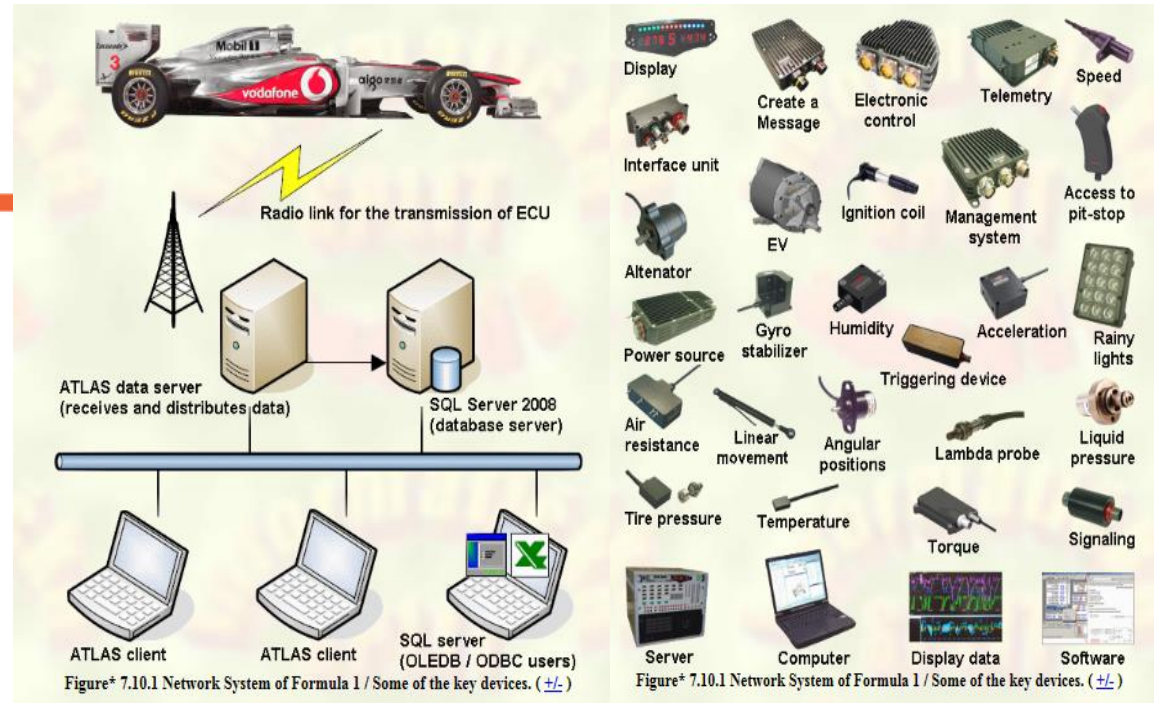 Lucozade
3
Mobil 1
vodafone
PIRELLI
algo
PIRELLI
Radio link for the transmission of ECU
ATLAS data server
(receives and distributes data)
SQL Server 2008
(database server)
ATLAS client
ATLAS client
SQL server
(OLEDB / ODBC users)
Figure* 7.10.1 Network System of Formula 1 / Some of the key devices. ( +/- )
Display
Create a
Message
Electronic
control
Telemetry
Speed
Interface unit
EV
Ignition coil
Management
system
Access to
pit-stop
Altenator
Power source
Gyro
stabilizer
Humidity
Acceleration
Rainy
lights
Triggering device
Air
resistance
Linear
movement
Angular
positions
Lambda probe
Liquid
pressure
Tire pressure
Temperature
Torque
Signaling
Server
Computer
Display data
Software
Figure* 7.10.1 Network System of Formula 1 / Some of the key devices. ( +/- )